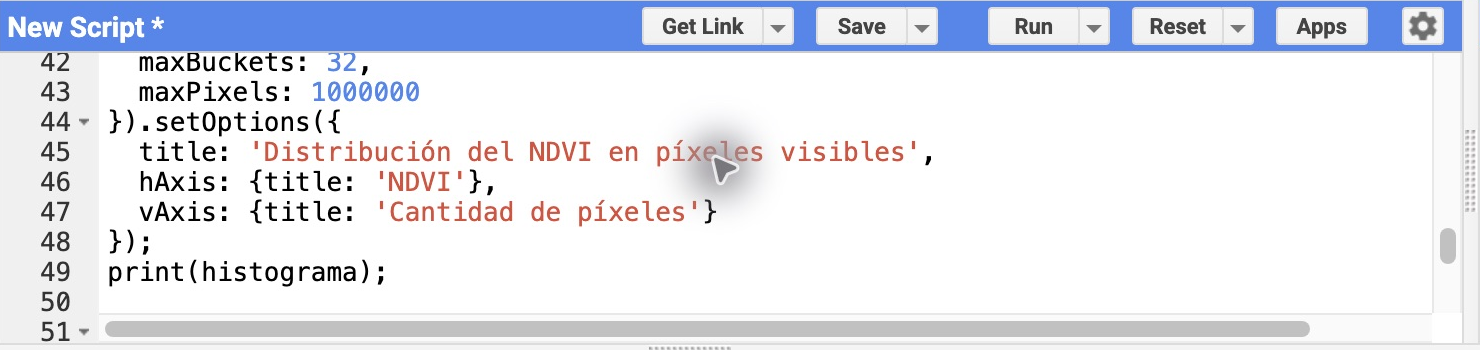 New Script *
Get Link
Save
Run
Reset
Apps
42 maxBuckets: 32,
43 maxPixels: 1000000
44 }).setOptions({
45 title: 'Distribución del NDVI en píxeles visibles',
46 hAxis: {title: 'NDVI'},
47 vAxis: {title: 'Cantidad de píxeles'}
48 });
49 print(histograma);
50
51